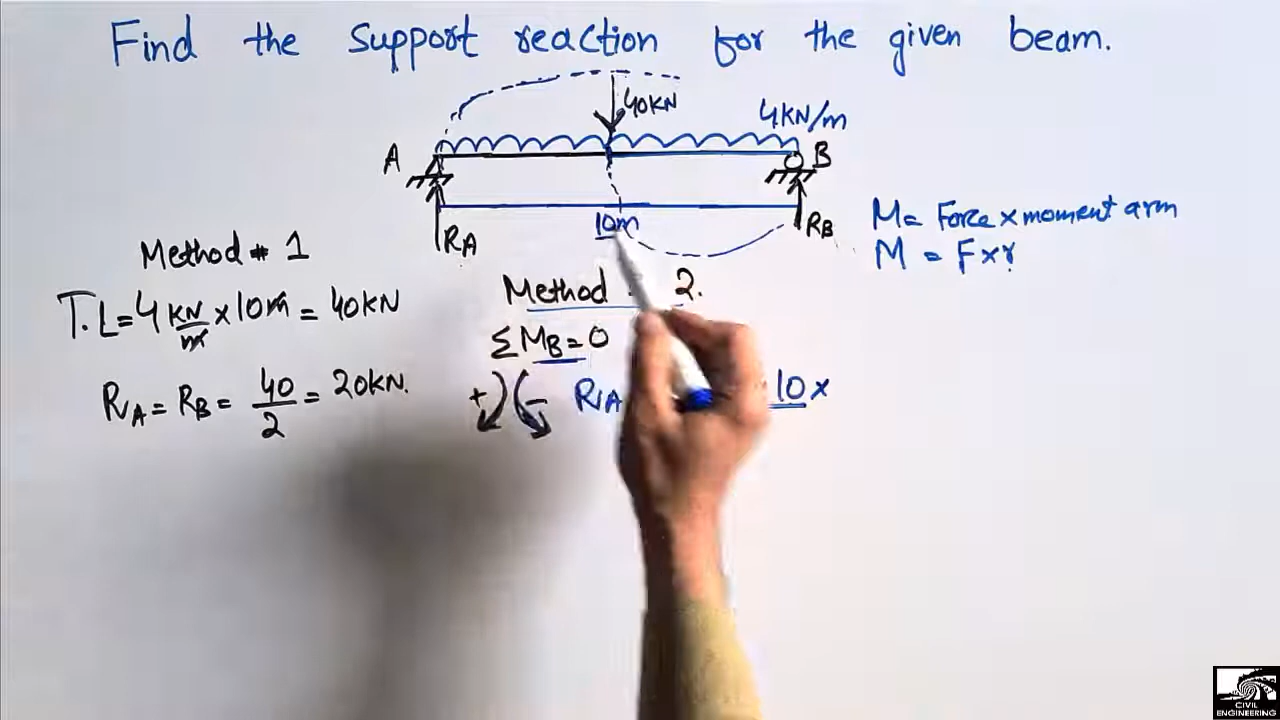 Find the support reaction for the given beam.
40KN
4KN/m
A
B
10m
RA
RB
M = Force x moment arm
M = F x r
Method # 1
T.L = 4 KN/m x 10m = 40KN
RA = RB = 40/2 = 20KN.
Method 2.
ΣMB = 0
+ −
RA 10 x
CIVIL
ENGINEERING